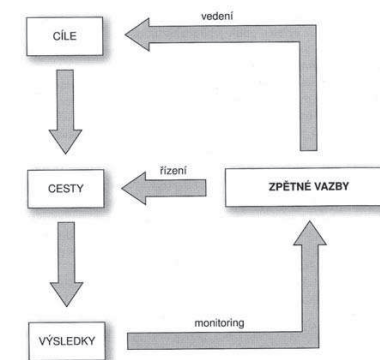 vedení
CÍLE
řízení
CESTY
ZPĚTNÉ VAZBY
monitoring
VÝSLEDKY